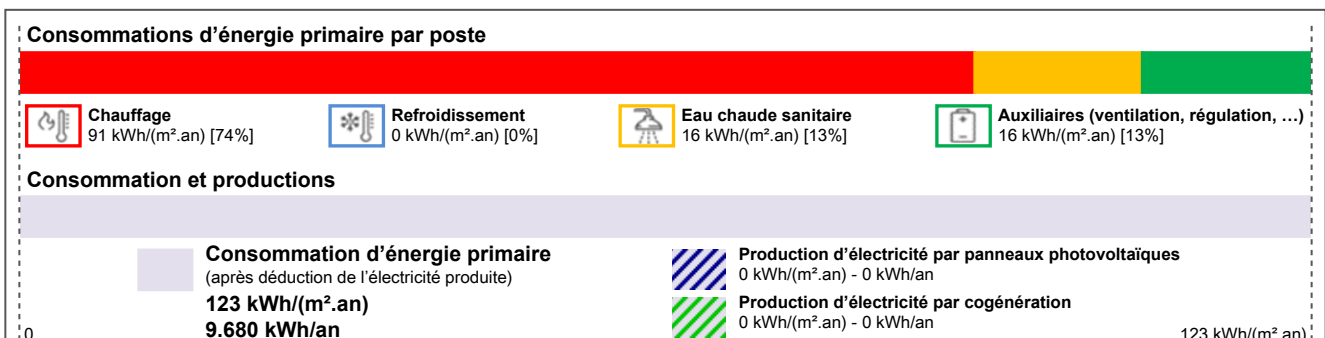 Consommations d'énergie primaire par poste
Chauffage
91 kWh/(m².an) [74%]
Refroidissement
0 kWh/(m².an) [0%]
Eau chaude sanitaire
16 kWh/(m².an) [13%]
Auxiliaires (ventilation, régulation, …)
16 kWh/(m².an) [13%]
Consommation et productions
Consommation d'énergie primaire
(après déduction de l'électricité produite)
123 kWh/(m².an)
9.680 kWh/an
Production d'électricité par panneaux photovoltaïques
0 kWh/(m².an) - 0 kWh/an
Production d'électricité par cogénération
0 kWh/(m².an) - 0 kWh/an
0
123 kWh/(m².an)